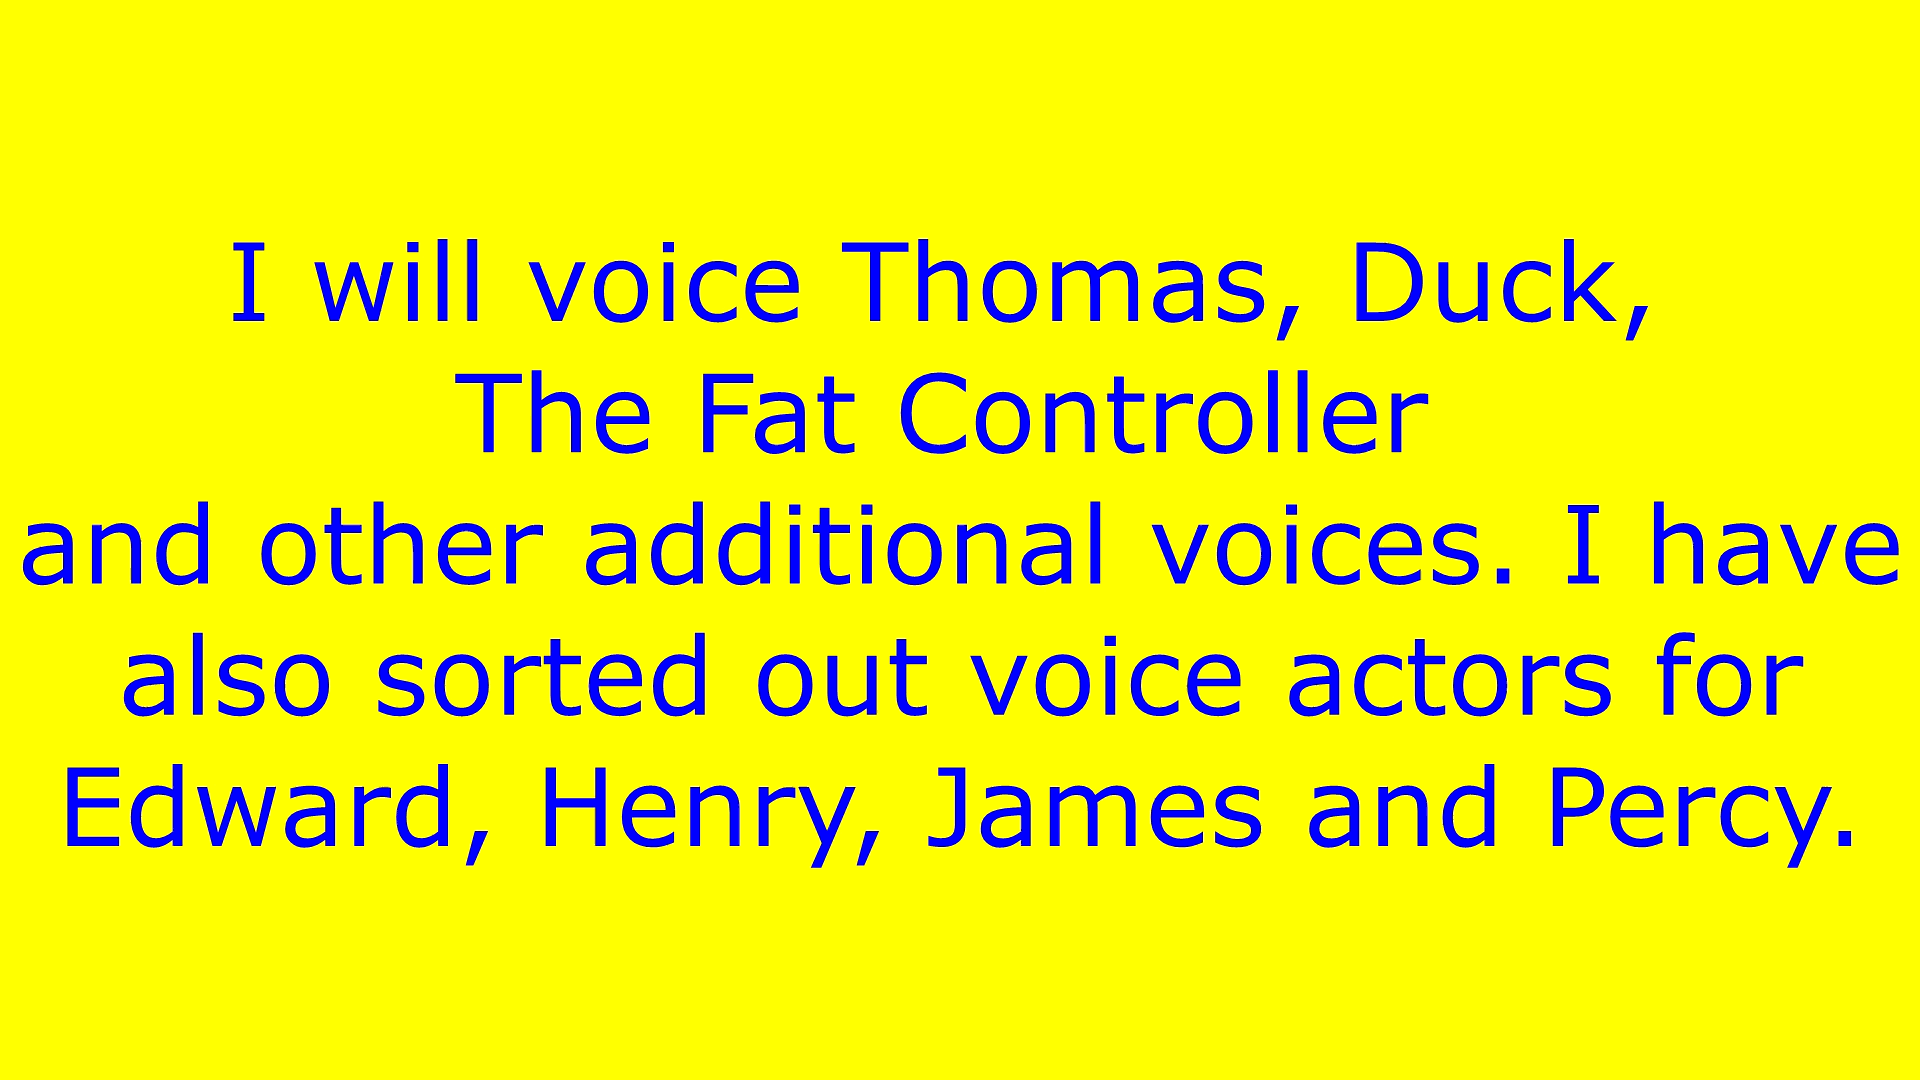 I will voice Thomas, Duck,
The Fat Controller
and other additional voices. I have
also sorted out voice actors for
Edward, Henry, James and Percy.